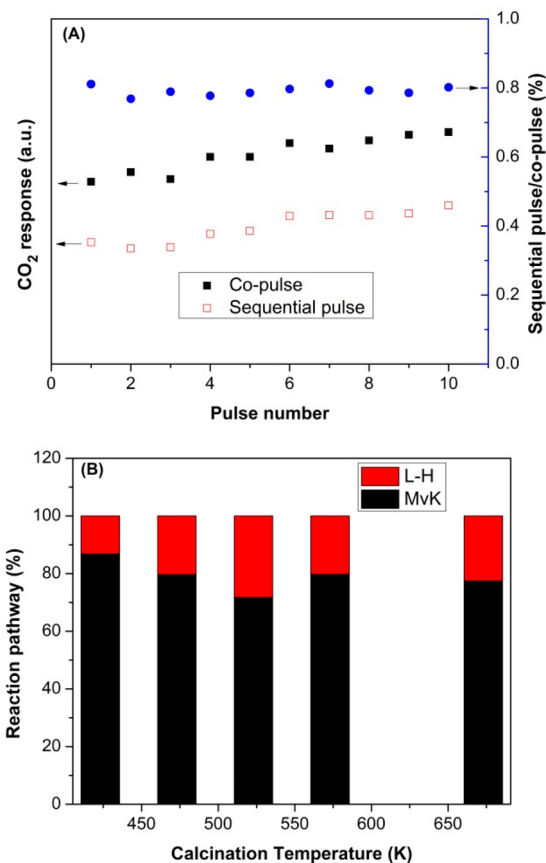 (A)
CO2 response (a.u.)
1.0
0.8
0.6
0.4
0.2
0.0
Sequential pulse/co-pulse (%)
Co-pulse
Sequential pulse
0 2 4 6 8 10
Pulse number
(B)
L-H
MvK
Reaction pathway (%)
120
100
80
60
40
20
0
450 500 550 600 650
Calcination Temperature (K)